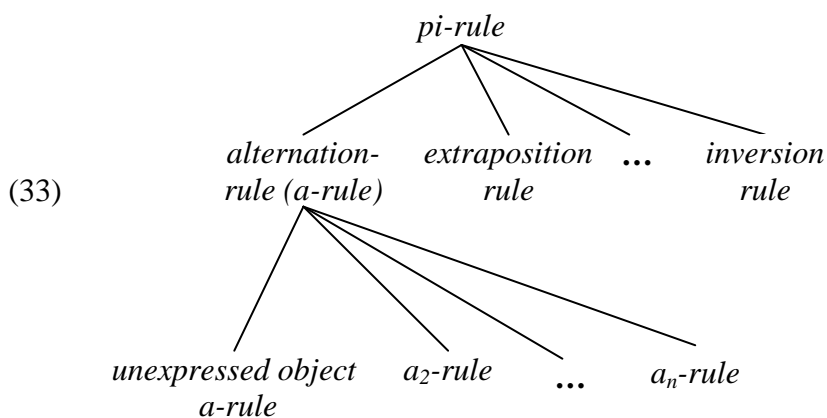 pi-rule
alternation- extraposition ... inversion
(33) rule (a-rule) rule rule
unexpressed object a₂-rule ... aₙ-rule
a-rule